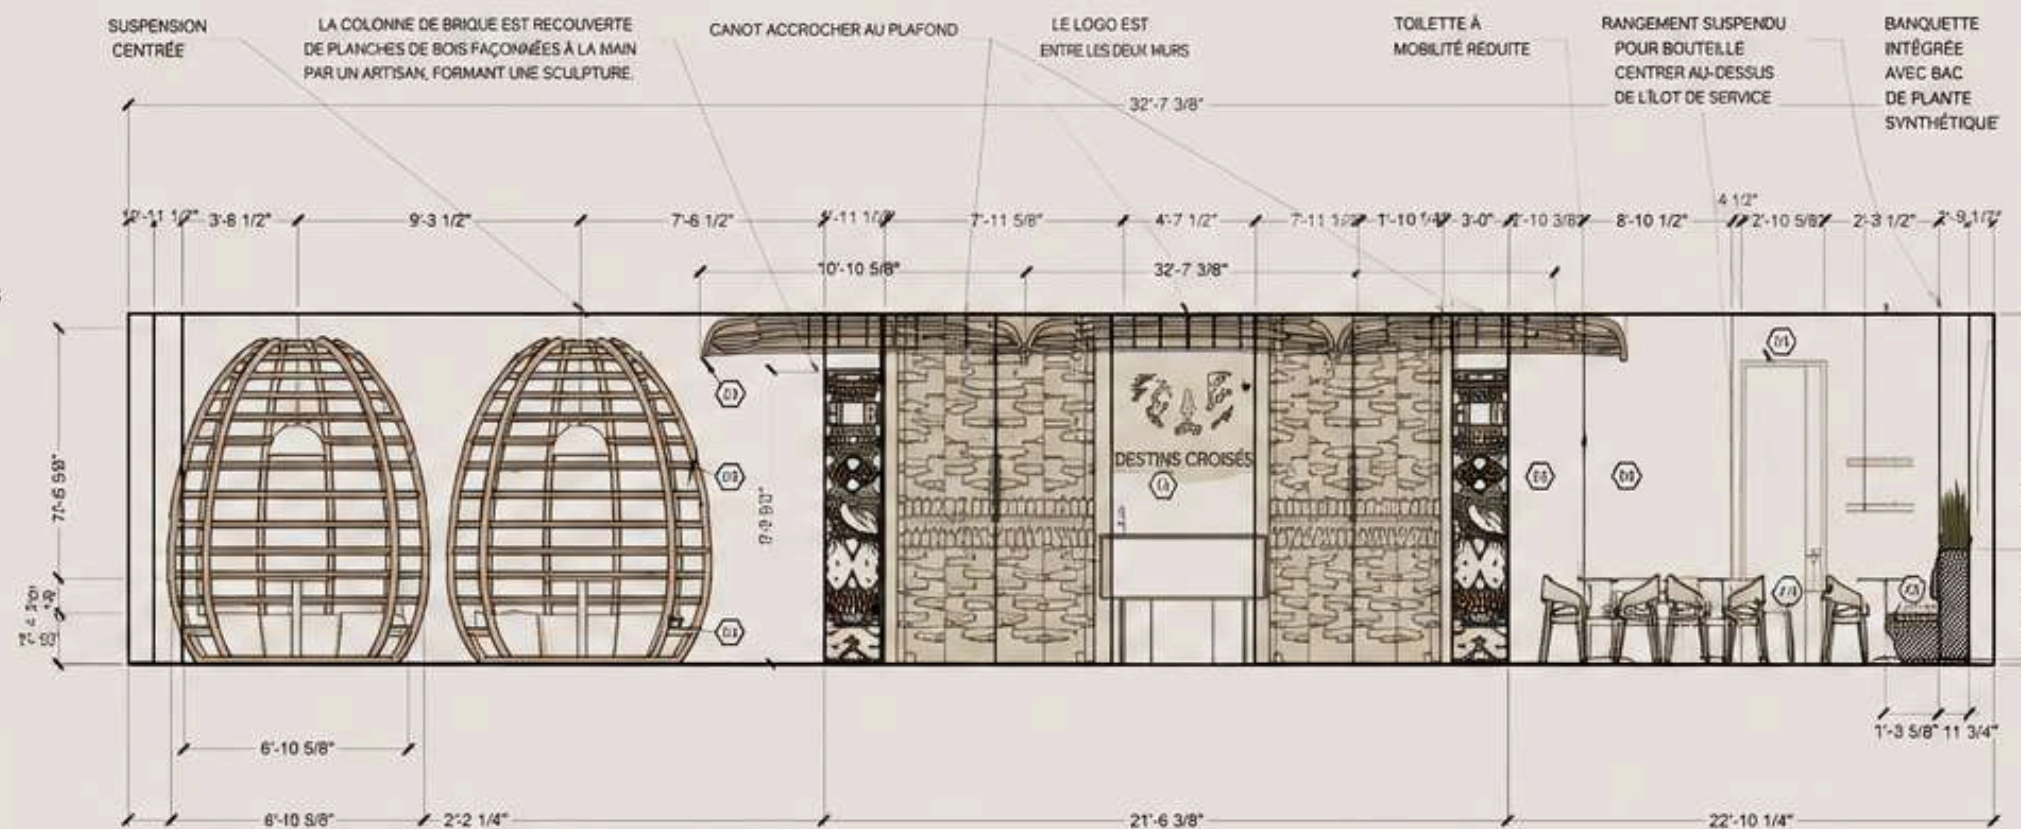 SUSPENSION
CENTRÉE
LA COLONNE DE BRIQUE EST RECOUVERTE
DE PLANCHES DE BOIS FAÇONNÉES À LA MAIN
PAR UN ARTISAN, FORMANT UNE SCULPTURE.
CANOT ACCROCHER AU PLAFOND
LE LOGO EST
ENTRE LES DEUX MURS
TOILETTE À
MOBILITÉ RÉDUITE
RANGEMENT SUSPENDU
POUR BOUTEILLE
CENTRER AU-DESSUS
DE L'ÎLOT DE SERVICE
BANQUETTE
INTÉGRÉE
AVEC BAC
DE PLANTE
SYNTHÉTIQUE
32'-7 3/8"
3'-8 1/2"
9'-3 1/2"
7'-6 1/2"
7'-11 5/8"
4'-7 1/2"
1'-10 1/4"
3'-0"
8'-10 1/2"
4 1/2"
2'-10 5/8"
2'-3 1/2"
10'-10 5/8"
32'-7 3/8"
DESTINS CROISÉS
6'-10 5/8"
1'-3 5/8"
11 3/4"
6'-10 5/8"
2'-2 1/4"
21'-6 3/8"
22'-10 1/4"